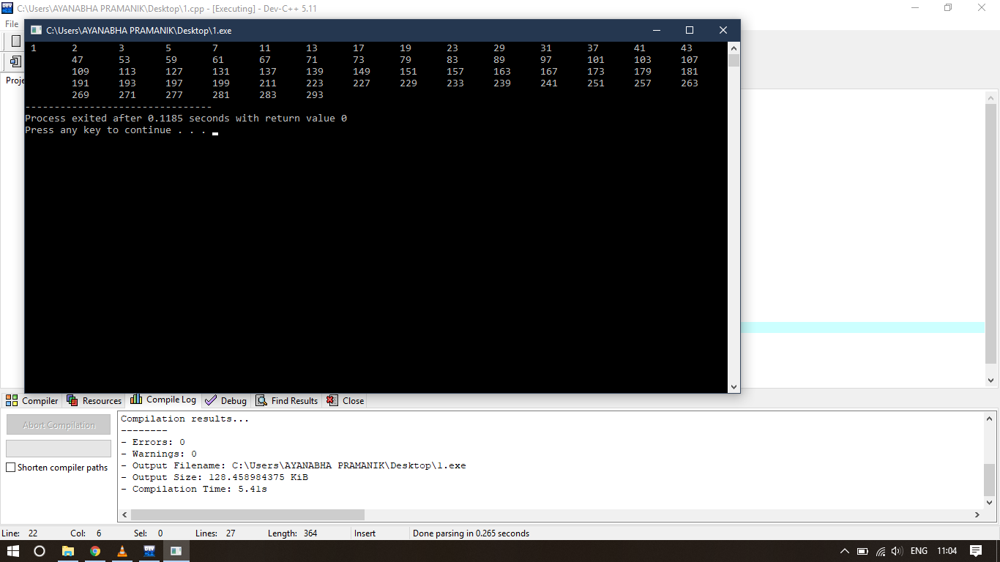 C:\Users\AYANABHA PRAMANIK\Desktop\1.cpp - [Executing] - Dev-C++ 5.11
File
C:\Users\AYANABHA PRAMANIK\Desktop\1.exe
Proje
1 2 3 5 7 11 13 17 19 23 29 31 37 41 43
47 53 59 61 67 71 73 79 83 89 97 101 103 107
109 113 127 131 137 139 149 151 157 163 167 173 179 181
191 193 197 199 211 223 227 229 233 239 241 251 257 263
269 271 277 281 283 293
--------------------------------
Process exited after 0.1185 seconds with return value 0
Press any key to continue . . .
Compiler Resources Compile Log Debug Find Results Close
Abort Compilation
Shorten compiler paths
Compilation results...
--------
- Errors: 0
- Warnings: 0
- Output Filename: C:\Users\AYANABHA PRAMANIK\Desktop\1.exe
- Output Size: 128.458984375 KiB
- Compilation Time: 5.41s
Line: 22 Col: 6 Sel: 0 Lines: 27 Length: 364 Insert Done parsing in 0.265 seconds
DEV
ENG 11:04